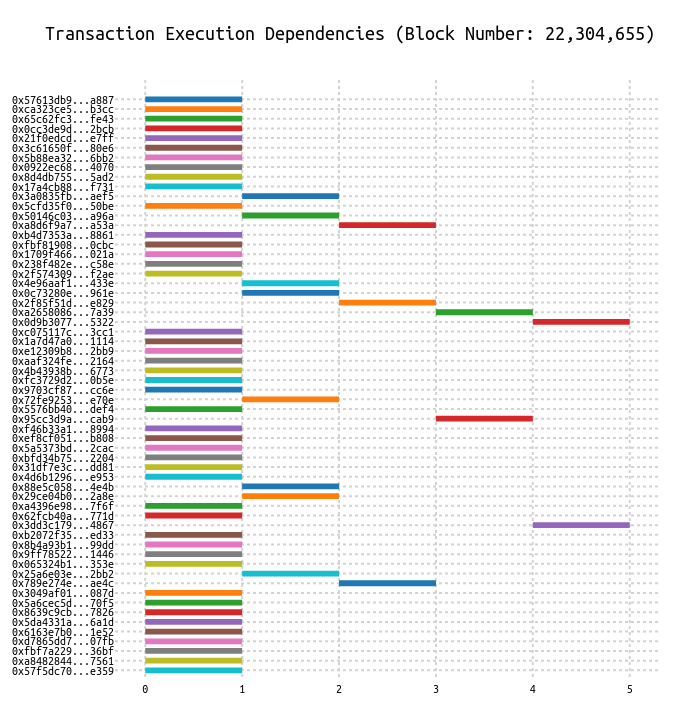 Transaction Execution Dependencies (Block Number: 22,304,655)
0x57613db9...a887
0xca323ce5...b3cc
0x65c62fc3...fe43
0x0cc3de9d...2bcb
0x21f0edcd...e7ff
0x3c61650f...80e6
0x5b88ea32...6bb2
0x0922ec68...4070
0x8d4db755...5ad2
0x17a4cb88...f731
0x3a0835fb...aef5
0x5cfd35f0...50be
0x50146c03...a96a
0xa8d6f9a7...a53a
0xb4d7353a...8861
0xfbf81908...0cbc
0x1709f466...021a
0x238f482e...c58e
0x2f574309...f2ae
0x4e96aaf1...433e
0x0c73280e...961e
0x2f85f51d...e829
0xa2658086...7a39
0x0d9b3077...5322
0xc075117c...3cc1
0x1a7d47a0...1114
0xe12309b8...2bb9
0xaaf324fe...2164
0x4b43938b...6773
0xfc3729d2...0b5e
0x9703cf87...cc6e
0x72fe9253...e70e
0x5576bb40...def4
0x95cc3d9a...cab9
0xf46b33a1...8994
0xef8cf051...b808
0x5a5373bd...2cac
0xbfd34b75...2204
0x31df7e3c...dd81
0x4d6b1296...e953
0x88e5c058...4e4b
0x29ce04b0...2a8e
0xa4396e98...7f6f
0x62fcb40a...771d
0x3dd3c179...4867
0xb2072f35...ed33
0x8b4a93b1...99dd
0x9ff78522...1446
0x065324b1...353e
0x25a6e03e...2bb2
0x789e274e...ae4c
0x3049af01...087d
0x5a6cec5d...70f5
0x8639c9cb...7826
0x5da4331a...6a1d
0x6163e7b0...1e52
0xd7865dd7...07fb
0xfbf7a229...36bf
0xa8482844...7561
0x57f5dc70...e359
0 1 2 3 4 5